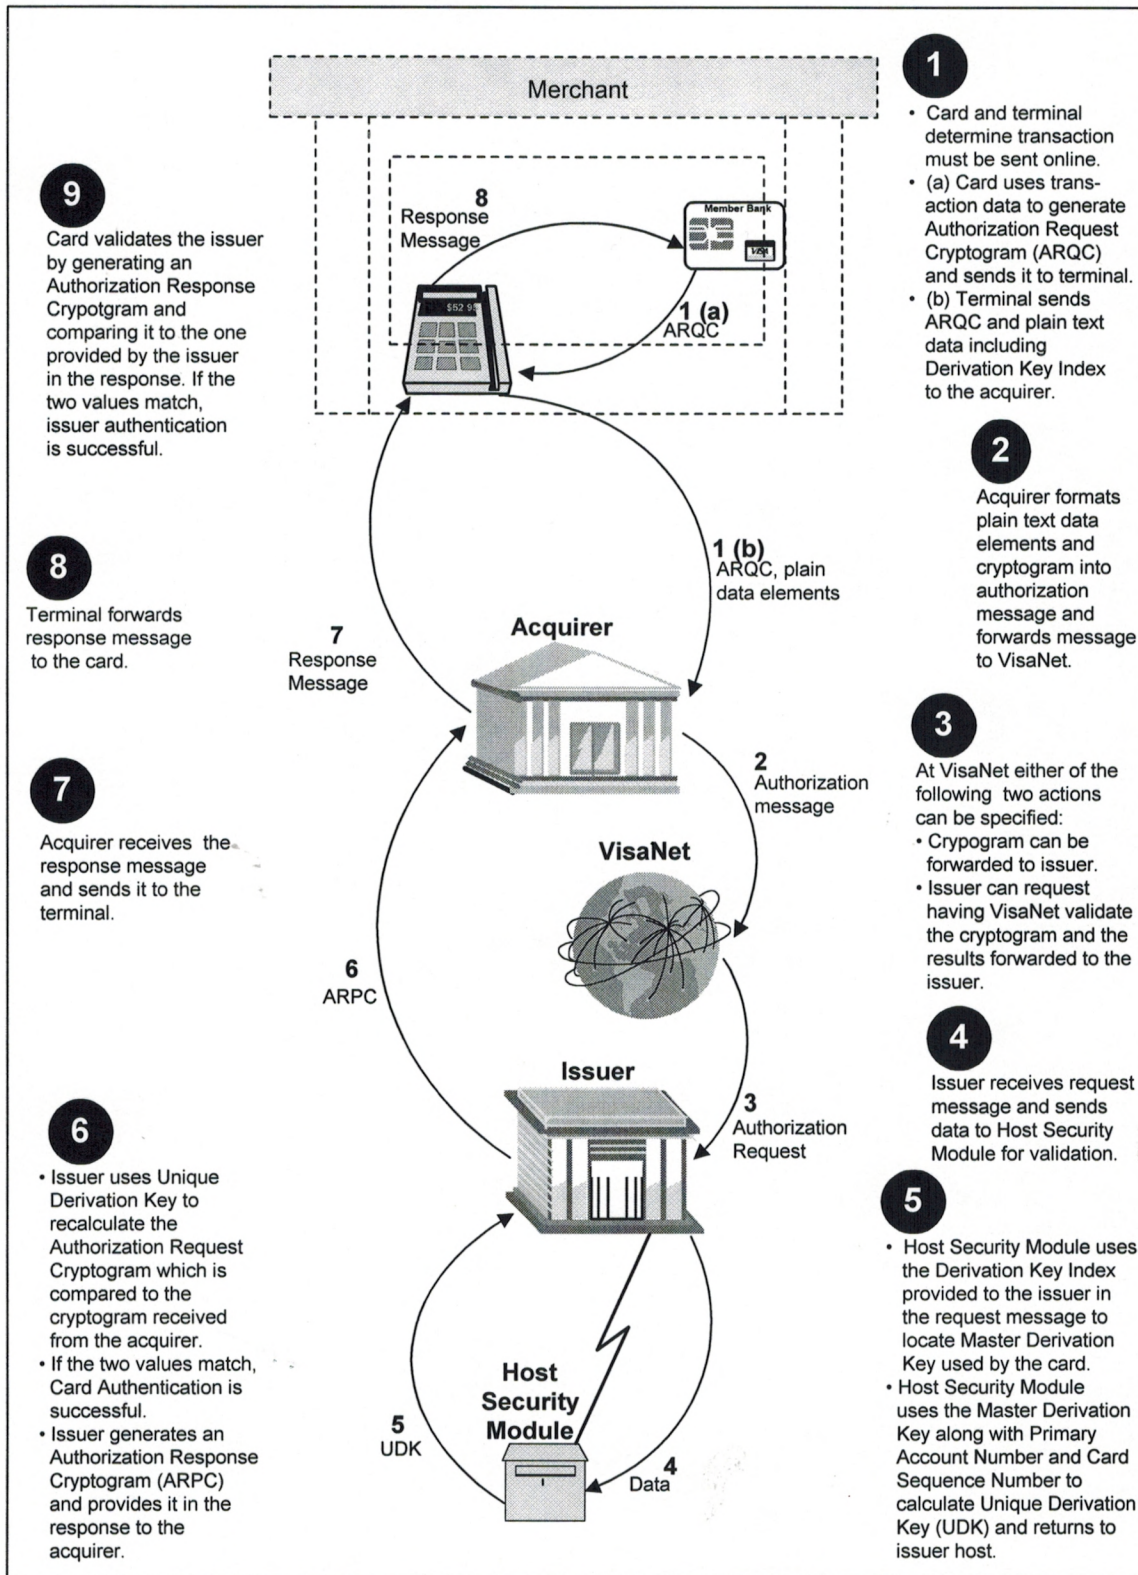 Merchant
1
• Card and terminal
determine transaction
must be sent online.
• (a) Card uses trans-
action data to generate
Authorization Request
Cryptogram (ARQC)
and sends it to terminal.
• (b) Terminal sends
ARQC and plain text
data including
Derivation Key Index
to the acquirer.
9
Card validates the issuer
by generating an
Authorization Response
Crypotgram and
comparing it to the one
provided by the issuer
in the response. If the
two values match,
issuer authentication
is successful.
8
Response
Message
Member Bank
VISA
$52 95
1 (a)
ARQC
2
Acquirer formats
plain text data
elements and
cryptogram into
authorization
message and
forwards message
to VisaNet.
8
Terminal forwards
response message
to the card.
1 (b)
ARQC, plain
data elements
7
Response
Message
Acquirer
3
At VisaNet either of the
following two actions
can be specified:
• Crypogram can be
forwarded to issuer.
• Issuer can request
having VisaNet validate
the cryptogram and the
results forwarded to the
issuer.
7
Acquirer receives the
response message
and sends it to the
terminal.
2
Authorization
message
VisaNet
6
ARPC
4
Issuer receives request
message and sends
data to Host Security
Module for validation.
Issuer
3
Authorization
Request
6
• Issuer uses Unique
Derivation Key to
recalculate the
Authorization Request
Cryptogram which is
compared to the
cryptogram received
from the acquirer.
• If the two values match,
Card Authentication is
successful.
• Issuer generates an
Authorization Response
Cryptogram (ARPC)
and provides it in the
response to the
acquirer.
5
• Host Security Module uses
the Derivation Key Index
provided to the issuer in
the request message to
locate Master Derivation
Key used by the card.
• Host Security Module
uses the Master Derivation
Key along with Primary
Account Number and Card
Sequence Number to
calculate Unique Derivation
Key (UDK) and returns to
issuer host.
Host
Security
Module
5
UDK
4
Data